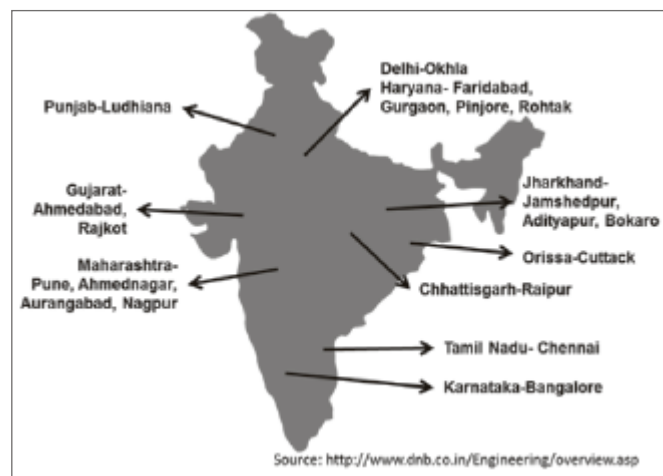 Delhi-Okhla
Haryana- Faridabad,
Gurgaon, Pinjore, Rohtak
Punjab-Ludhiana
Gujarat-
Ahmedabad,
Rajkot
Jharkhand-
Jamshedpur,
Adityapur, Bokaro
Orissa-Cuttack
Maharashtra-
Pune, Ahmednagar,
Aurangabad, Nagpur
Chhattisgarh-Raipur
Tamil Nadu- Chennai
Karnataka-Bangalore
Source: http://www.dnb.co.in/Engineering/overview.asp